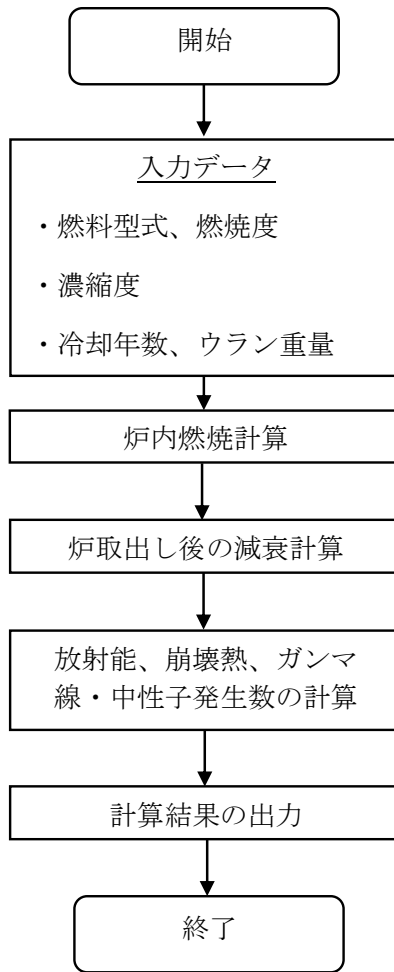 開始
入力データ
・燃料型式、燃焼度
・濃縮度
・冷却年数、ウラン重量
炉内燃焼計算
炉取出し後の減衰計算
放射能、崩壊熱、ガンマ
線・中性子発生数の計算
計算結果の出力
終了